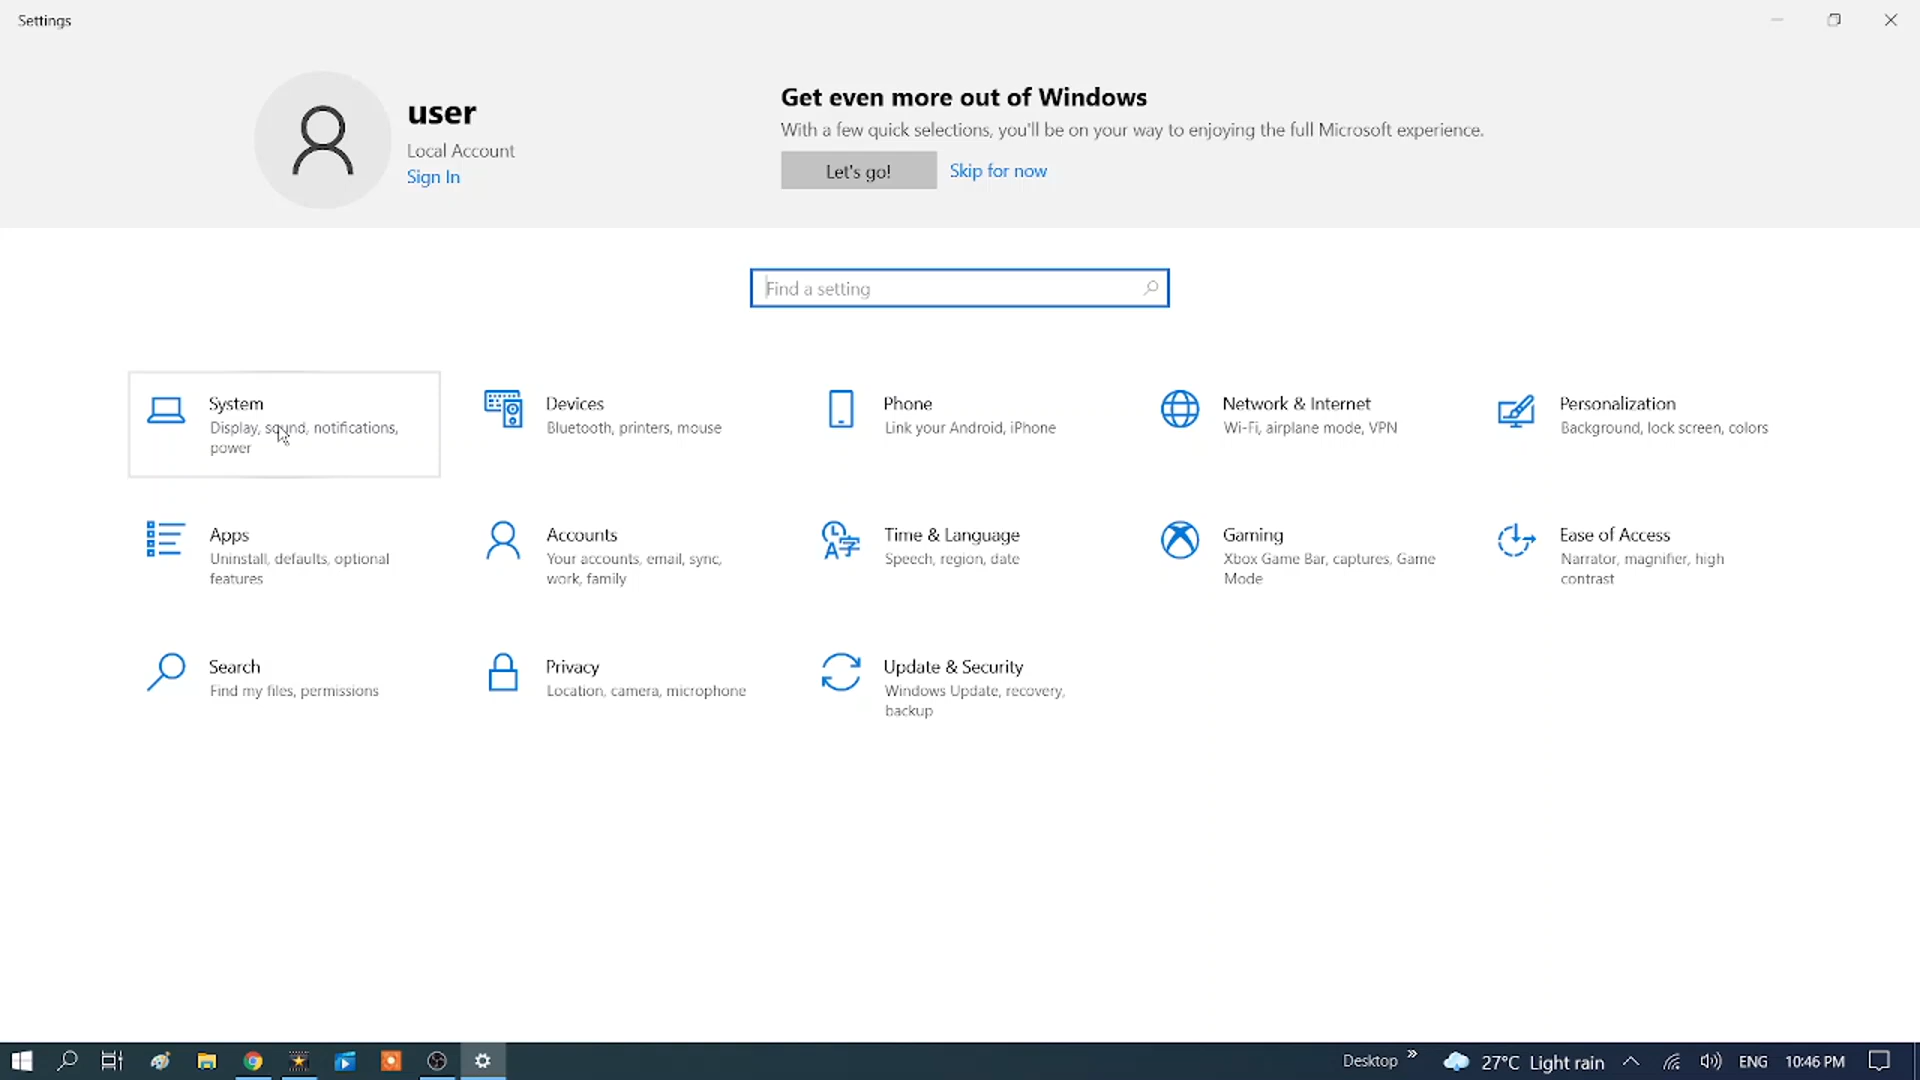 Settings
user
Local Account
Sign In
Get even more out of Windows
With a few quick selections, you'll be on your way to enjoying the full Microsoft experience.
Let's go!
Skip for now
Find a setting
System
Display, sound, notifications,
power
Devices
Bluetooth, printers, mouse
Phone
Link your Android, iPhone
Network & Internet
Wi-Fi, airplane mode, VPN
Personalization
Background, lock screen, colors
Apps
Uninstall, defaults, optional
features
Accounts
Your accounts, email, sync,
work, family
Time & Language
Speech, region, date
Gaming
Xbox Game Bar, captures, Game
Mode
Ease of Access
Narrator, magnifier, high
contrast
Search
Find my files, permissions
Privacy
Location, camera, microphone
Update & Security
Windows Update, recovery,
backup
Desktop
27°C Light rain
ENG
10:46 PM